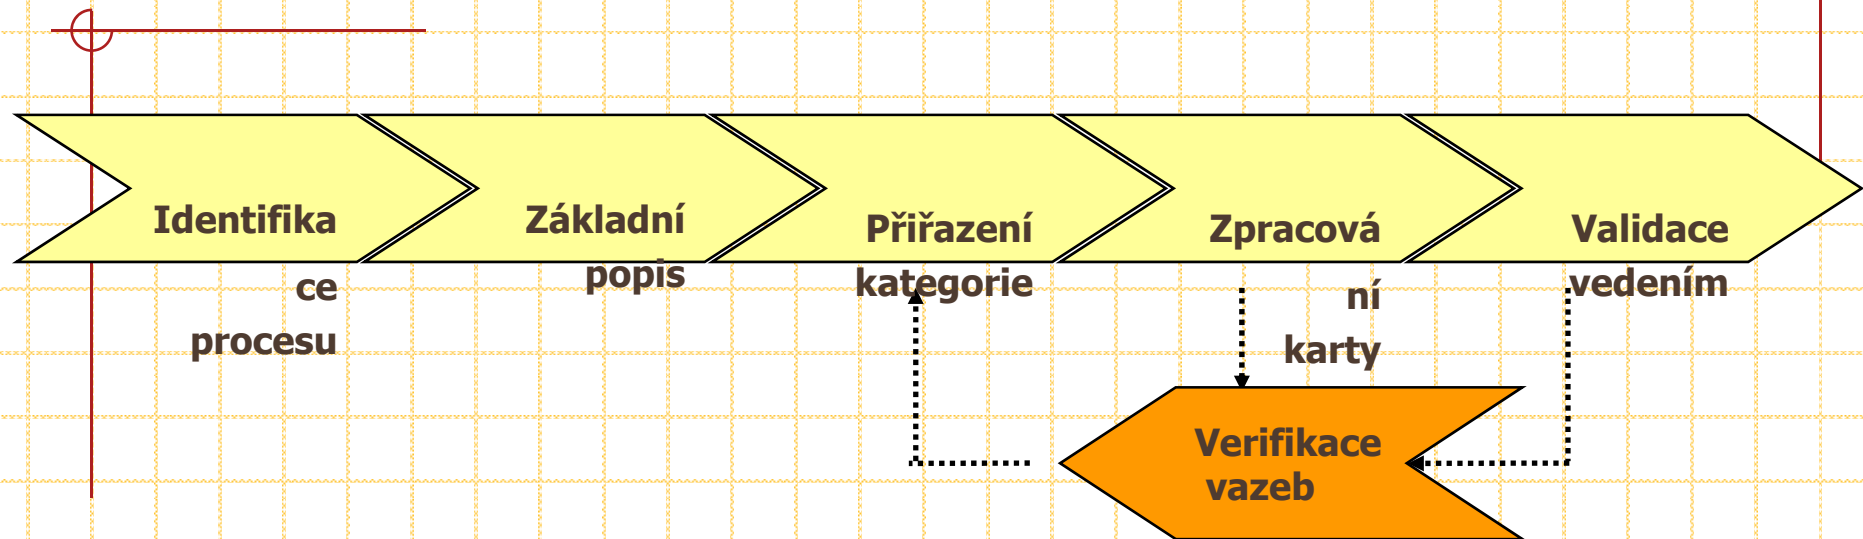 Identifika
ce
procesu
Základní
popis
Přiřazení
kategorie
Zpracová
ní
karty
Validace
vedením
Verifikace
vazeb